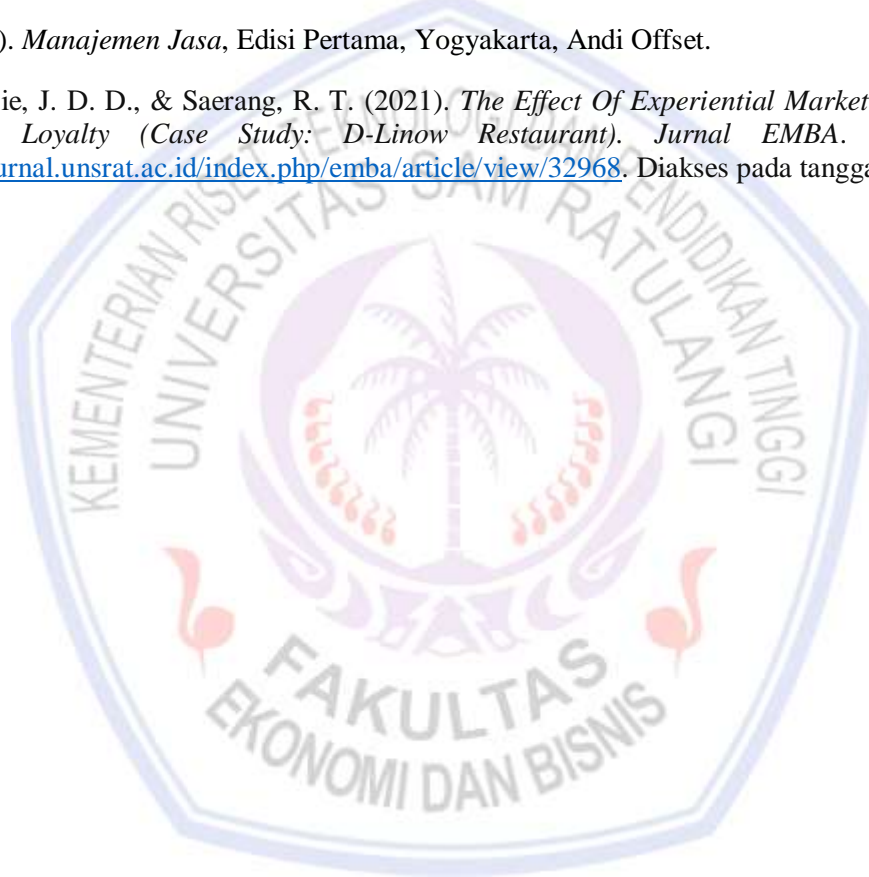 ). Manajemen Jasa, Edisi Pertama, Yogyakarta, Andi Offset.
ie, J. D. D., & Saerang, R. T. (2021). The Effect Of Experiential Market
Loyalty (Case Study: D-Linow Restaurant). Jurnal EMBA.
urnal.unsrat.ac.id/index.php/emba/article/view/32968. Diakses pada tangga
KEMENTERIAN RISET TEKNOLOGI DAN PENDIDIKAN TINGGI
UNIVERSITAS SAM RATULANGI
FAKULTAS
EKONOMI DAN BISNIS